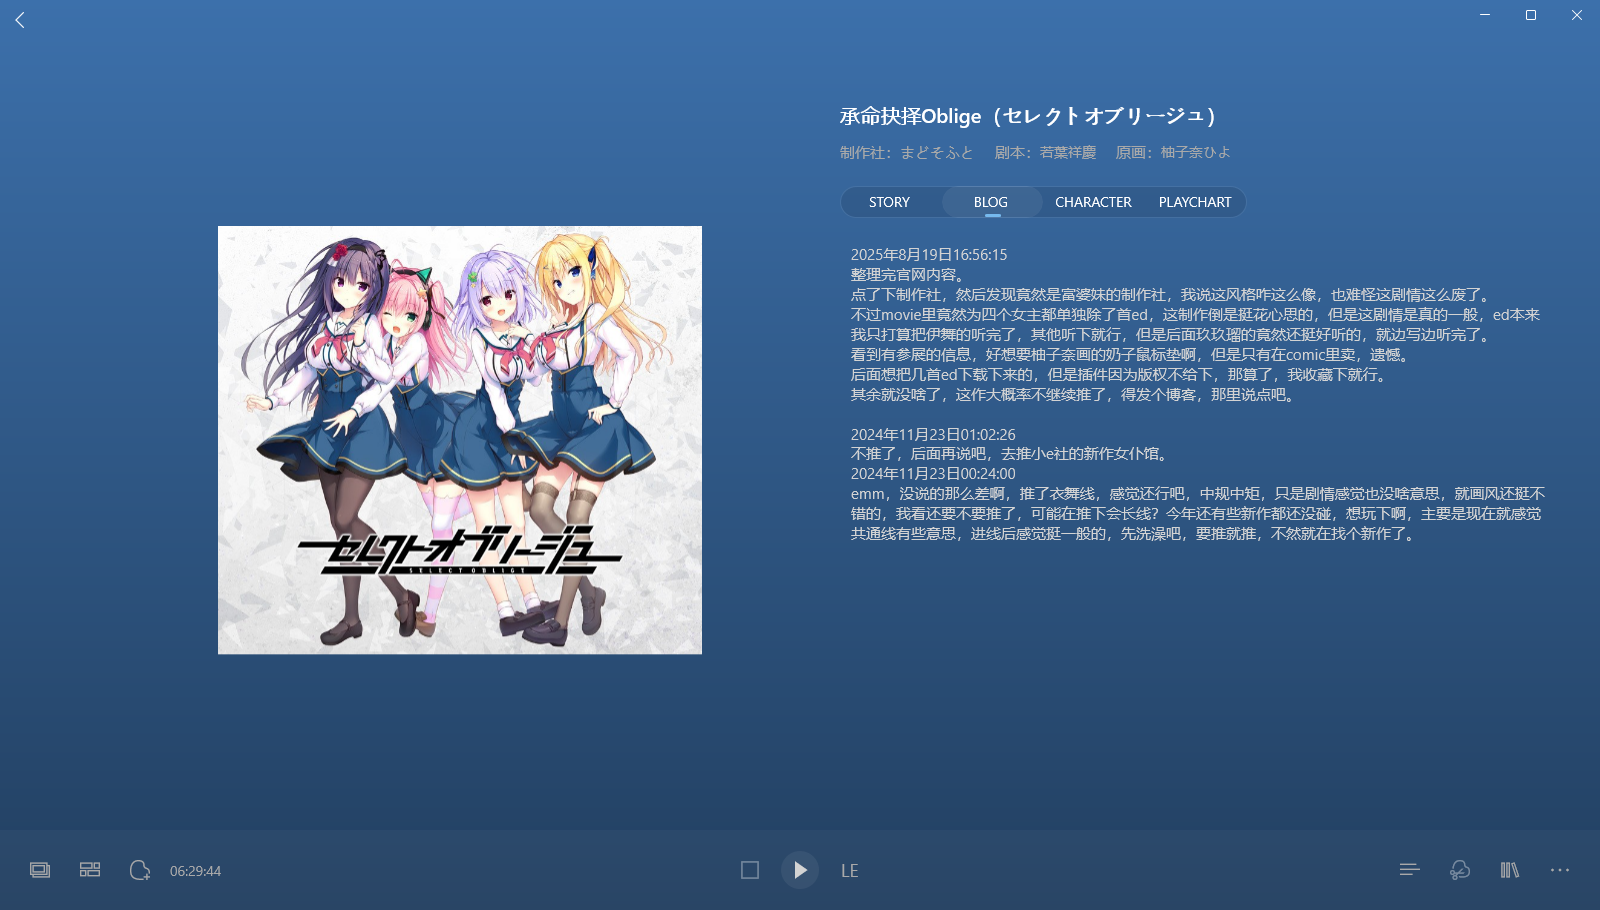 承命抉择Oblige（セレクトオブリージュ）
制作社：まどそふと 剧本：若葉祥慶 原画：柚子奈ひよ
STORY BLOG CHARACTER PLAYCHART
2025年8月19日16:56:15
整理完官网内容。
点了下制作社，然后发现竟然是富婆妹的制作社，我说这风格咋这么像，也难怪这剧情这么废了。
不过movie里竟然为四个女主都单独除了首ed，这制作倒是挺花心思的，但是这剧情是真的一般，ed本来
我只打算把伊舞的听完了，其他听下就行，但是后面玖玖瑠的竟然还挺好听的，就边写边听完了。
看到有参展的信息，好想要柚子奈画的奶子鼠标垫啊，但是只有在comic里卖，遗憾。
后面想把几首ed下载下来的，但是插件因为版权不给下，那算了，我收藏下就行。
其余就没啥了，这作大概率不继续推了，得发个博客，那里说点吧。
2024年11月23日01:02:26
不推了，后面再说吧，去推小e社的新作女仆馆。
2024年11月23日00:24:00
emm，没说的那么差啊，推了衣舞线，感觉还行吧，中规中矩，只是剧情感觉也没啥意思，就画风还挺不
错的，我看还要不要推了，可能在推下会长线？今年还有些新作都还没碰，想玩下啊，主要是现在就感觉
共通线有些意思，进线后感觉挺一般的，先洗澡吧，要推就推，不然就在找个新作了。
セレクトオブリージュ
SELECT OBLIGE
06:29:44
LE